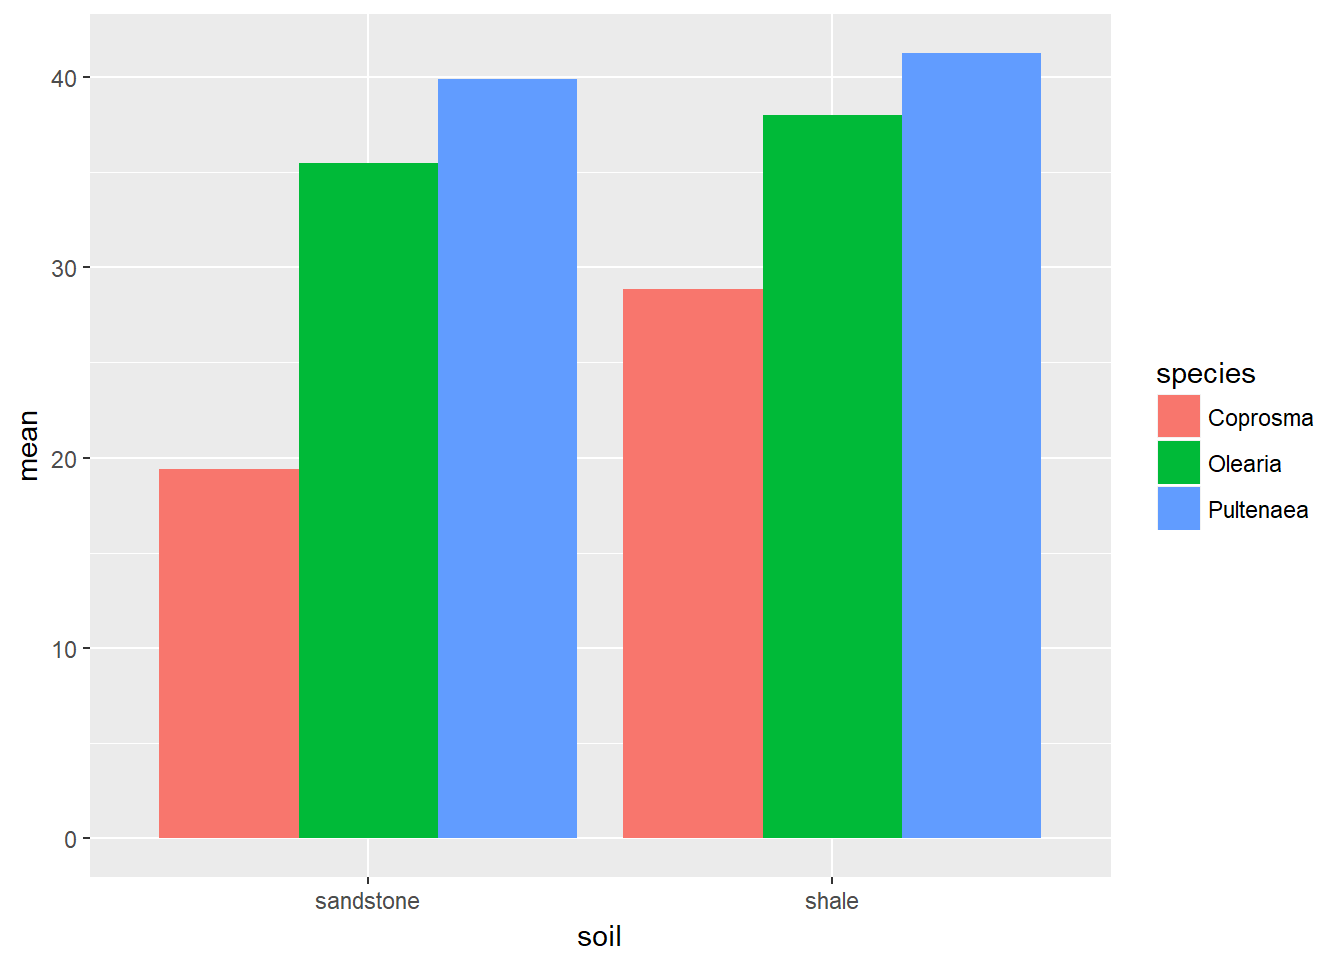 40
30
20
10
0
mean
sandstone
shale
soil
species
Coprosma
Olearia
Pultenaea